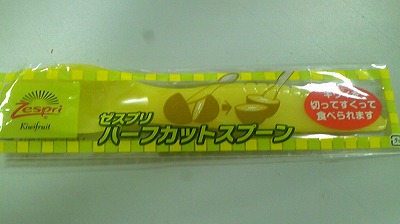 Zespri
Kiwifruit
ゼスプリ
ハーフカットスプーン
切ってすくって
食べられます